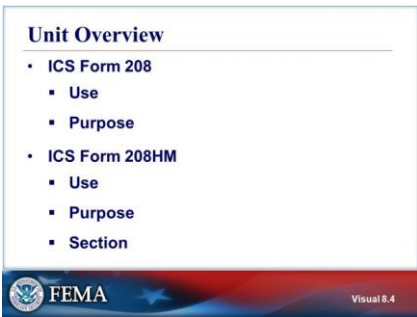 Unit Overview
• ICS Form 208
▪ Use
▪ Purpose
• ICS Form 208HM
▪ Use
▪ Purpose
▪ Section
FEMA
Visual 8.4